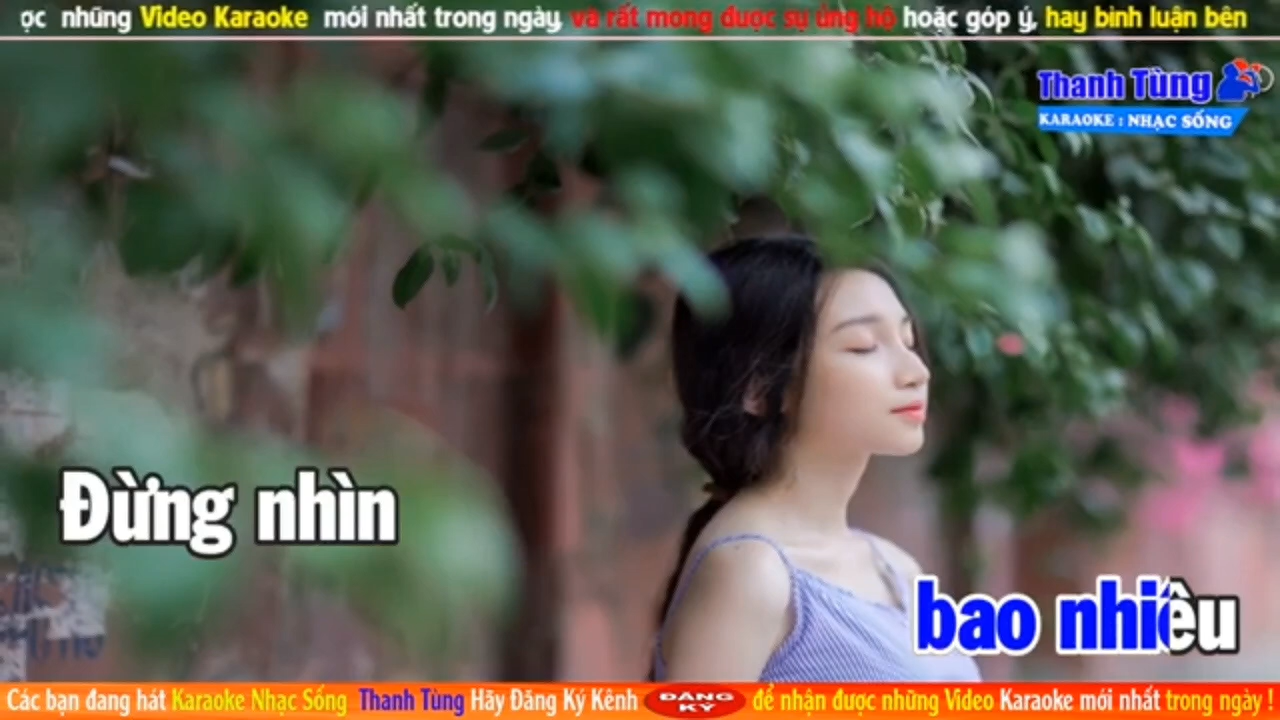 ợc những Video Karaoke mới nhất trong ngày, và rất mong được sự ủng hộ hoặc góp ý, hay bình luận bên
Thanh Tùng
KARAOKE : NHẠC SỐNG
Đừng nhìn
bao nhiêu
Các bạn đang hát Karaoke Nhạc Sống Thanh Tùng Hãy Đăng Ký Kênh ĐĂNG KÝ để nhận được những Video Karaoke mới nhất trong ngày !